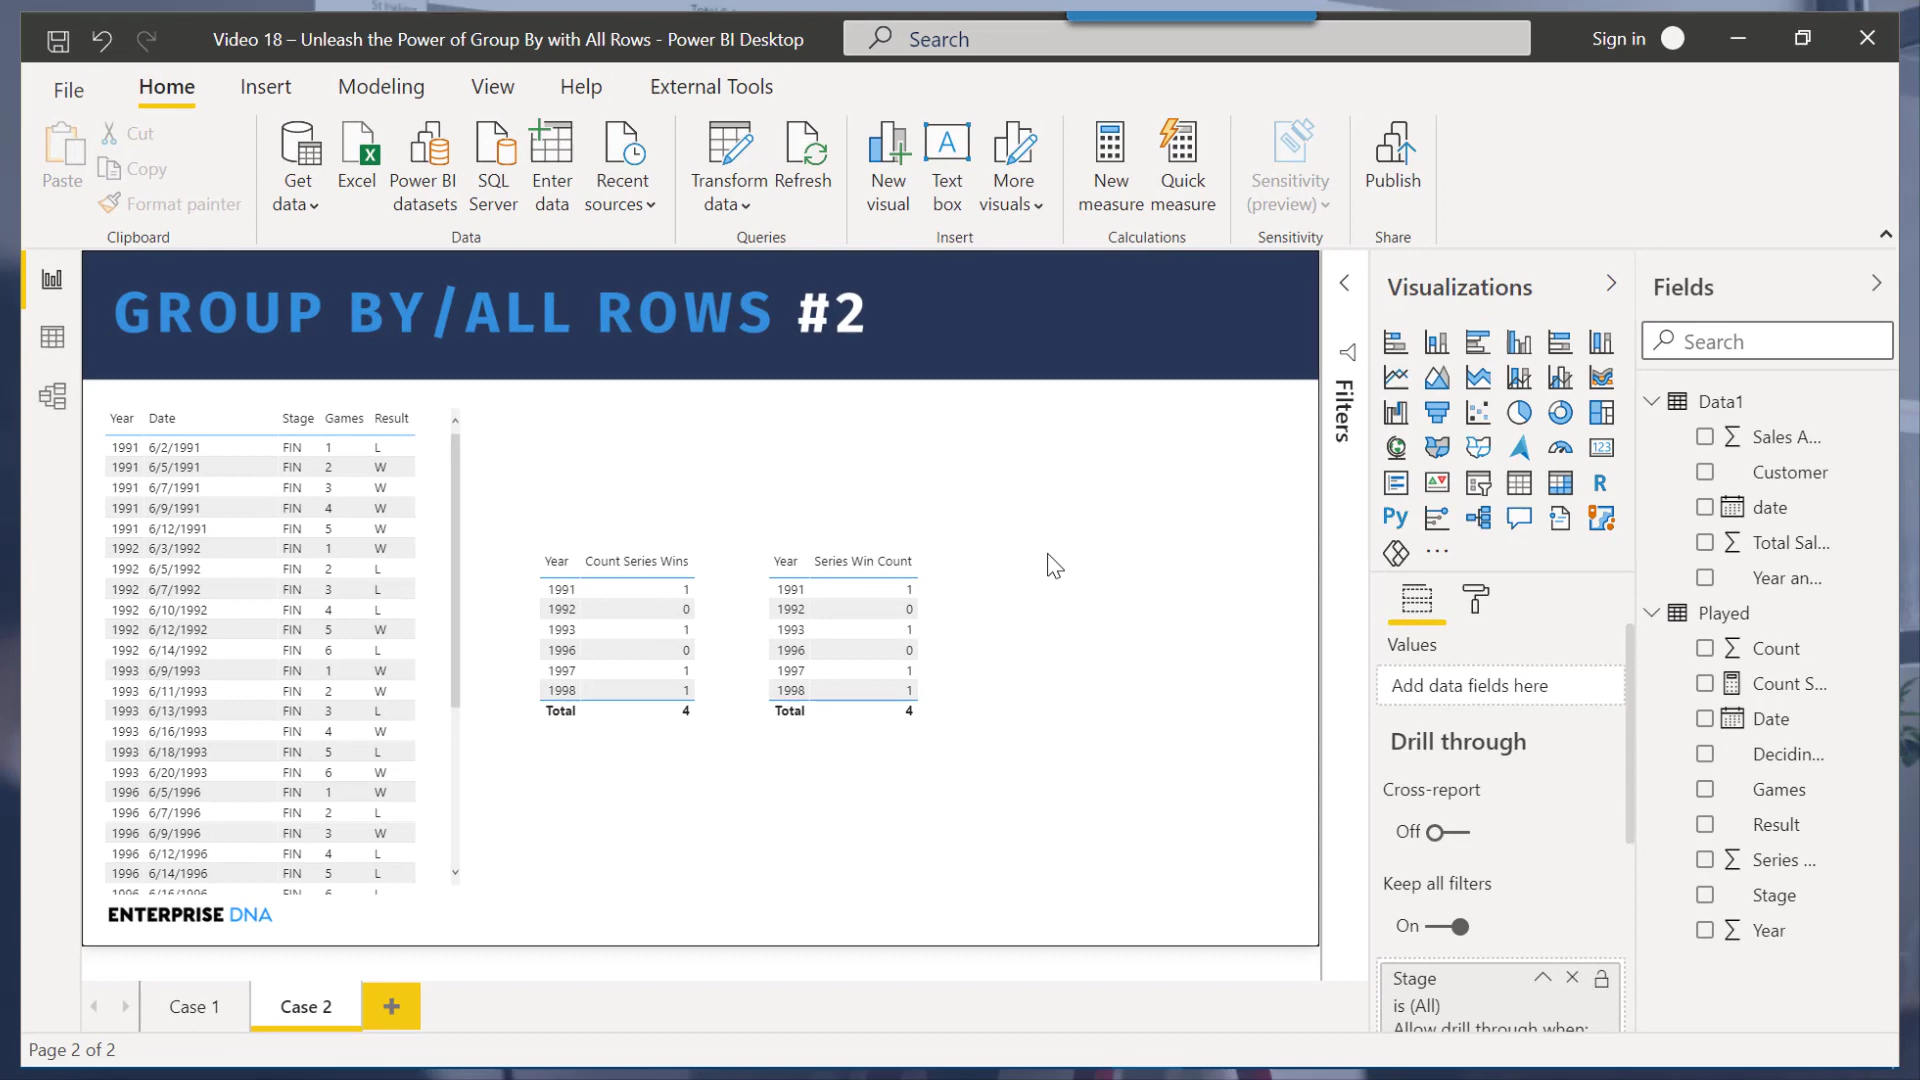 Video 18 – Unleash the Power of Group By with All Rows - Power BI Desktop
Search
Sign in
File
Home
Insert
Modeling
View
Help
External Tools
Paste
Cut
Copy
Format painter
Get data
Excel
Power BI datasets
SQL Server
Enter data
Recent sources
Transform data
Refresh
New visual
Text box
More visuals
New measure
Quick measure
Sensitivity (preview)
Publish
Clipboard
Data
Queries
Insert
Calculations
Sensitivity
Share
GROUP BY/ALL ROWS #2
Year Date Stage Games Result
1991 6/2/1991 FIN 1 L
1991 6/5/1991 FIN 2 W
1991 6/7/1991 FIN 3 W
1991 6/9/1991 FIN 4 W
1991 6/12/1991 FIN 5 W
1992 6/3/1992 FIN 1 W
1992 6/5/1992 FIN 2 L
1992 6/7/1992 FIN 3 L
1992 6/10/1992 FIN 4 L
1992 6/12/1992 FIN 5 W
1992 6/14/1992 FIN 6 L
1993 6/9/1993 FIN 1 W
1993 6/11/1993 FIN 2 W
1993 6/13/1993 FIN 3 L
1993 6/16/1993 FIN 4 W
1993 6/18/1993 FIN 5 L
1993 6/20/1993 FIN 6 W
1996 6/5/1996 FIN 1 W
1996 6/7/1996 FIN 2 L
1996 6/9/1996 FIN 3 W
1996 6/12/1996 FIN 4 L
1996 6/14/1996 FIN 5 L
1996 6/16/1996 FIN 6 L
Year Count Series Wins
1991 1
1992 0
1993 1
1996 0
1997 1
1998 1
Total 4
Year Series Win Count
1991 1
1992 0
1993 1
1996 0
1997 1
1998 1
Total 4
ENTERPRISE DNA
Filters
Visualizations
123
R
Py
Values
Add data fields here
Drill through
Cross-report
Off
Keep all filters
On
Stage
is (All)
Allow drill through when:
Fields
Search
Data1
Sales A...
Customer
date
Total Sal...
Year an...
Played
Count
Count S...
Date
Decidin...
Games
Result
Series ...
Stage
Year
Case 1
Case 2
Page 2 of 2